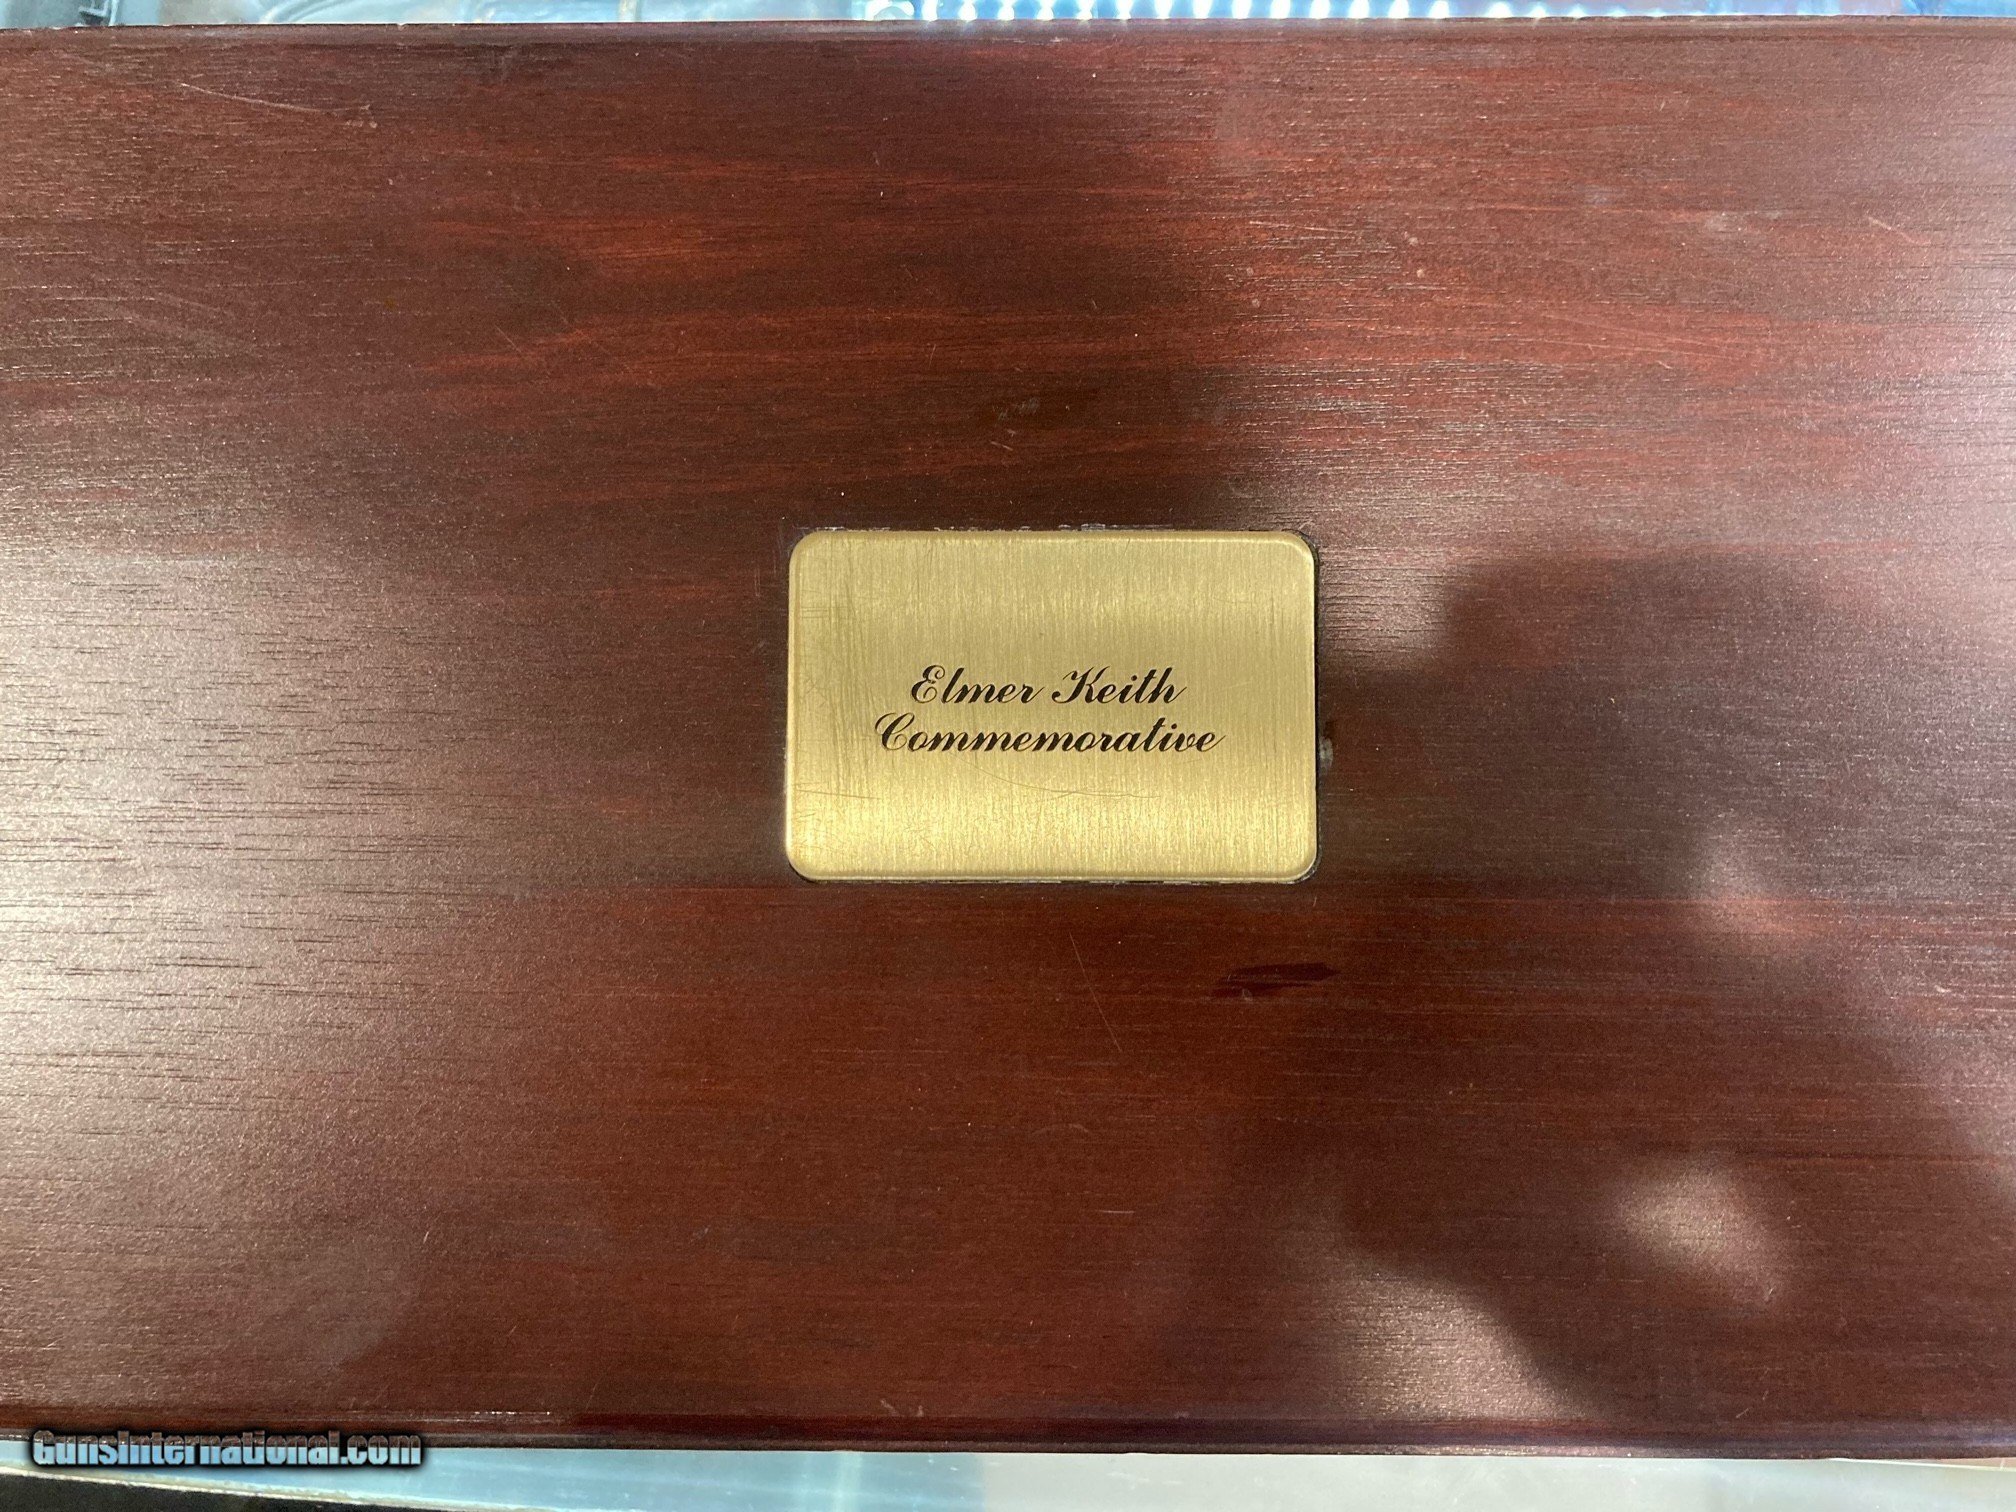 Elmer Keith
Commemorative
GunsInternational.com